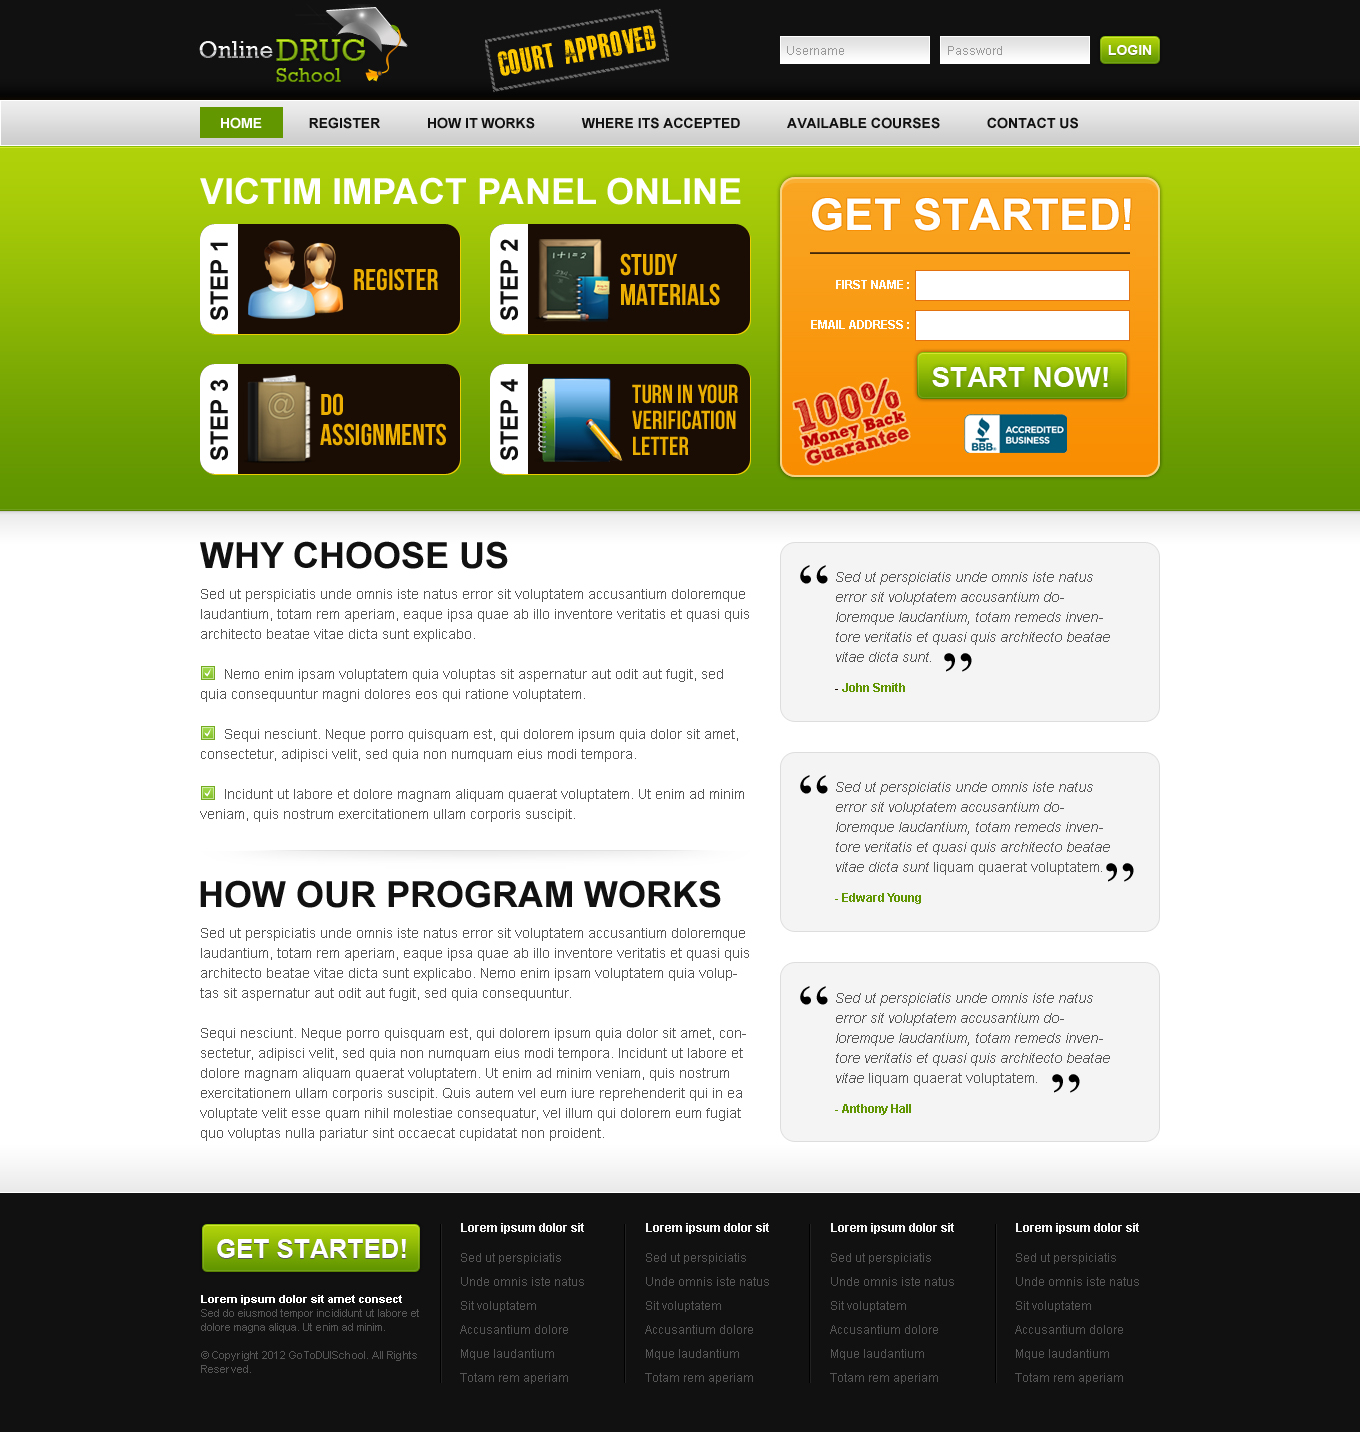 Online DRUG
School
COURT APPROVED
Username
Password
LOGIN
HOME
REGISTER
HOW IT WORKS
WHERE ITS ACCEPTED
AVAILABLE COURSES
CONTACT US
VICTIM IMPACT PANEL ONLINE
STEP 1
REGISTER
STEP 2
1+1=2
STUDY
MATERIALS
STEP 3
@
DO
ASSIGNMENTS
STEP 4
TURN IN YOUR
VERIFICATION
LETTER
GET STARTED!
FIRST NAME :
EMAIL ADDRESS :
START NOW!
100%
Money Back
Guarantee
BBB
ACCREDITED
BUSINESS
WHY CHOOSE US
Sed ut perspiciatis unde omnis iste natus error sit voluptatem accusantium doloremque
laudantium, totam rem aperiam, eaque ipsa quae ab illo inventore veritatis et quasi quis
architecto beatae vitae dicta sunt explicabo.
Nemo enim ipsam voluptatem quia voluptas sit aspernatur aut odit aut fugit, sed
quia consequuntur magni dolores eos qui ratione voluptatem.
Sequi nesciunt. Neque porro quisquam est, qui dolorem ipsum quia dolor sit amet,
consectetur, adipisci velit, sed quia non numquam eius modi tempora.
Incidunt ut labore et dolore magnam aliquam quaerat voluptatem. Ut enim ad minim
veniam, quis nostrum exercitationem ullam corporis suscipit.
HOW OUR PROGRAM WORKS
Sed ut perspiciatis unde omnis iste natus error sit voluptatem accusantium doloremque
laudantium, totam rem aperiam, eaque ipsa quae ab illo inventore veritatis et quasi quis
architecto beatae vitae dicta sunt explicabo. Nemo enim ipsam voluptatem quia volup-
tas sit aspernatur aut odit aut fugit, sed quia consequuntur.
Sequi nesciunt. Neque porro quisquam est, qui dolorem ipsum quia dolor sit amet, con-
sectetur, adipisci velit, sed quia non numquam eius modi tempora. Incidunt ut labore et
dolore magnam aliquam quaerat voluptatem. Ut enim ad minim veniam, quis nostrum
exercitationem ullam corporis suscipit. Quis autem vel eum iure reprehenderit qui in ea
voluptate velit esse quam nihil molestiae consequatur, vel illum qui dolorem eum fugiat
quo voluptas nulla pariatur sint occaecat cupidatat non proident.
“ Sed ut perspiciatis unde omnis iste natus
error sit voluptatem accusantium do-
loremque laudantium, totam remeds inven-
tore veritatis et quasi quis architecto beatae
vitae dicta sunt. ”
- John Smith
“ Sed ut perspiciatis unde omnis iste natus
error sit voluptatem accusantium do-
loremque laudantium, totam remeds inven-
tore veritatis et quasi quis architecto beatae
vitae dicta sunt liquam quaerat voluptatem. ”
- Edward Young
“ Sed ut perspiciatis unde omnis iste natus
error sit voluptatem accusantium do-
loremque laudantium, totam remeds inven-
tore veritatis et quasi quis architecto beatae
vitae liquam quaerat voluptatem. ”
- Anthony Hall
GET STARTED!
Lorem ipsum dolor sit amet consect
Sed do eiusmod tempor incididunt ut labore et
dolore magna aliqua. Ut enim ad minim.
© Copyright 2012 GoToDUISchool. All Rights
Reserved.
Lorem ipsum dolor sit
Sed ut perspiciatis
Unde omnis iste natus
Sit voluptatem
Accusantium dolore
Mque laudantium
Totam rem aperiam
Lorem ipsum dolor sit
Sed ut perspiciatis
Unde omnis iste natus
Sit voluptatem
Accusantium dolore
Mque laudantium
Totam rem aperiam
Lorem ipsum dolor sit
Sed ut perspiciatis
Unde omnis iste natus
Sit voluptatem
Accusantium dolore
Mque laudantium
Totam rem aperiam
Lorem ipsum dolor sit
Sed ut perspiciatis
Unde omnis iste natus
Sit voluptatem
Accusantium dolore
Mque laudantium
Totam rem aperiam